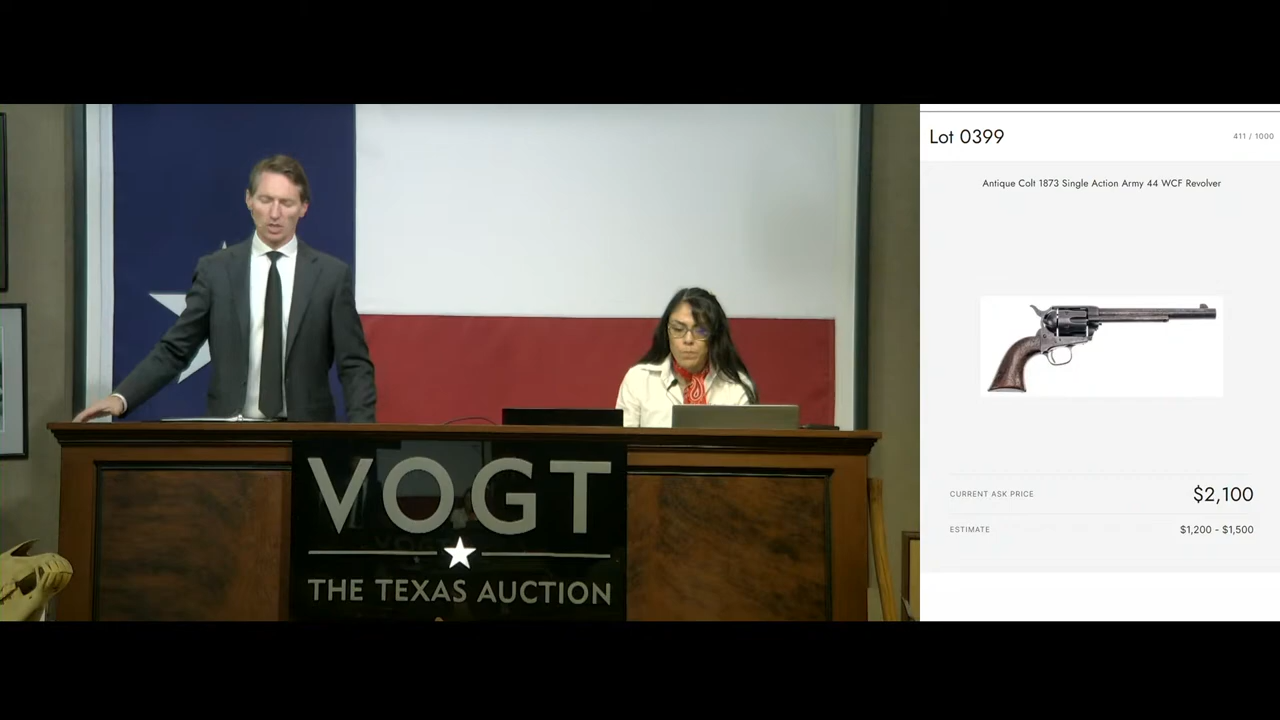 Lot 0399
411 / 1000
Antique Colt 1873 Single Action Army 44 WCF Revolver
CURRENT ASK PRICE
$2,100
ESTIMATE
$1,200 - $1,500
VOGT
THE TEXAS AUCTION